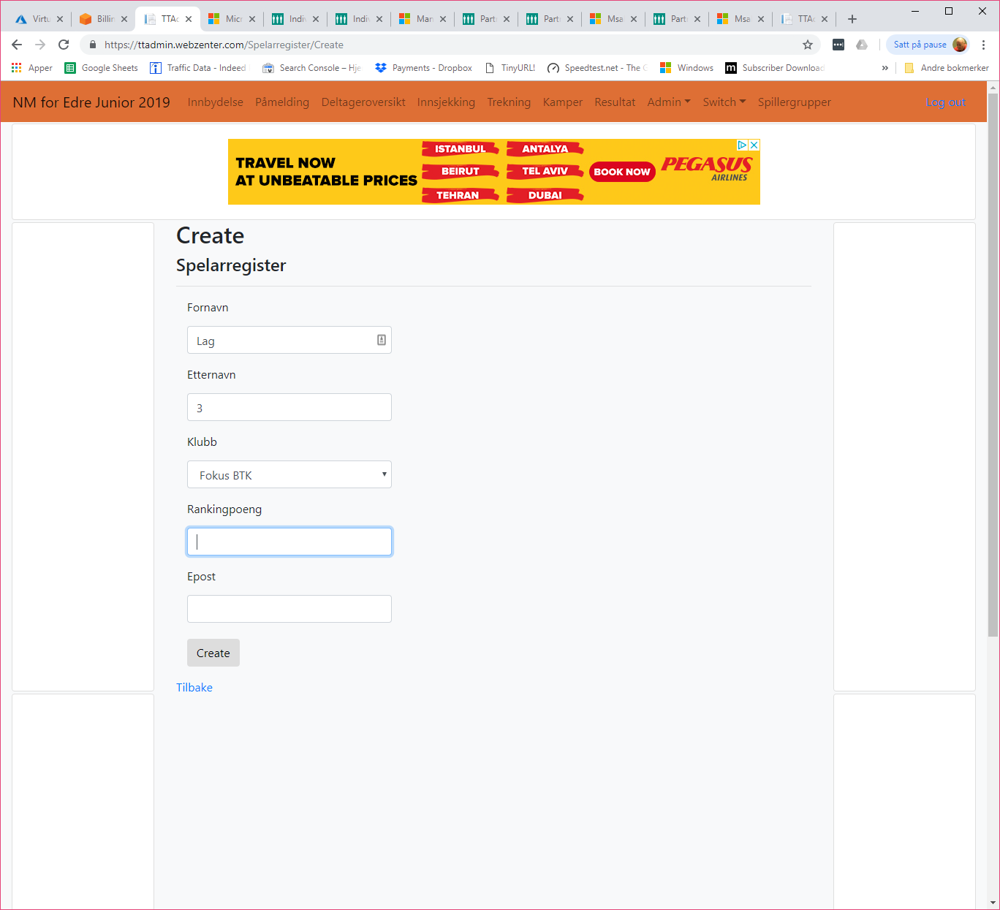 Virtu Billin TTAc Micr Indiv Indiv Man Part Part Msa Part Msa TTAc
https://ttadmin.webzenter.com/Spelarregister/Create Satt på pause
Apper Google Sheets Traffic Data - Indeed Search Console – Hje Payments - Dropbox TinyURL! Speedtest.net - The G Windows Subscriber Download » Andre bokmerker
NM for Edre Junior 2019 Innbydelse Påmelding Deltageroversikt Innsjekking Trekning Kamper Resultat Admin Switch Spillergrupper Log out
TRAVEL NOW
AT UNBEATABLE PRICES
ISTANBUL ANTALYA
BEIRUT TEL AVIV
TEHRAN DUBAI
BOOK NOW
PEGASUS
AIRLINES
Create
Spelarregister
Fornavn
Lag
Etternavn
3
Klubb
Fokus BTK
Rankingpoeng
Epost
Create
Tilbake